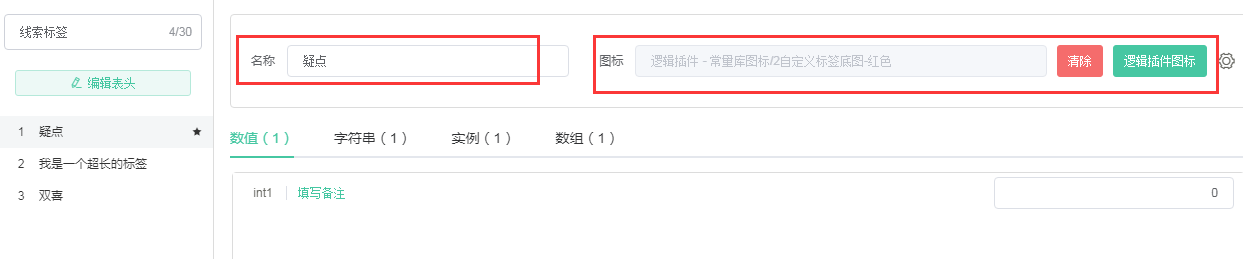 线索标签 4/30
编辑表头
1 疑点 ★
2 我是一个超长的标签
3 双喜
名称 疑点 图标 逻辑插件 - 常量库图标/2自定义标签底图-红色 清除 逻辑插件图标
数值（1） 字符串（1） 实例（1） 数组（1）
int1 填写备注 0